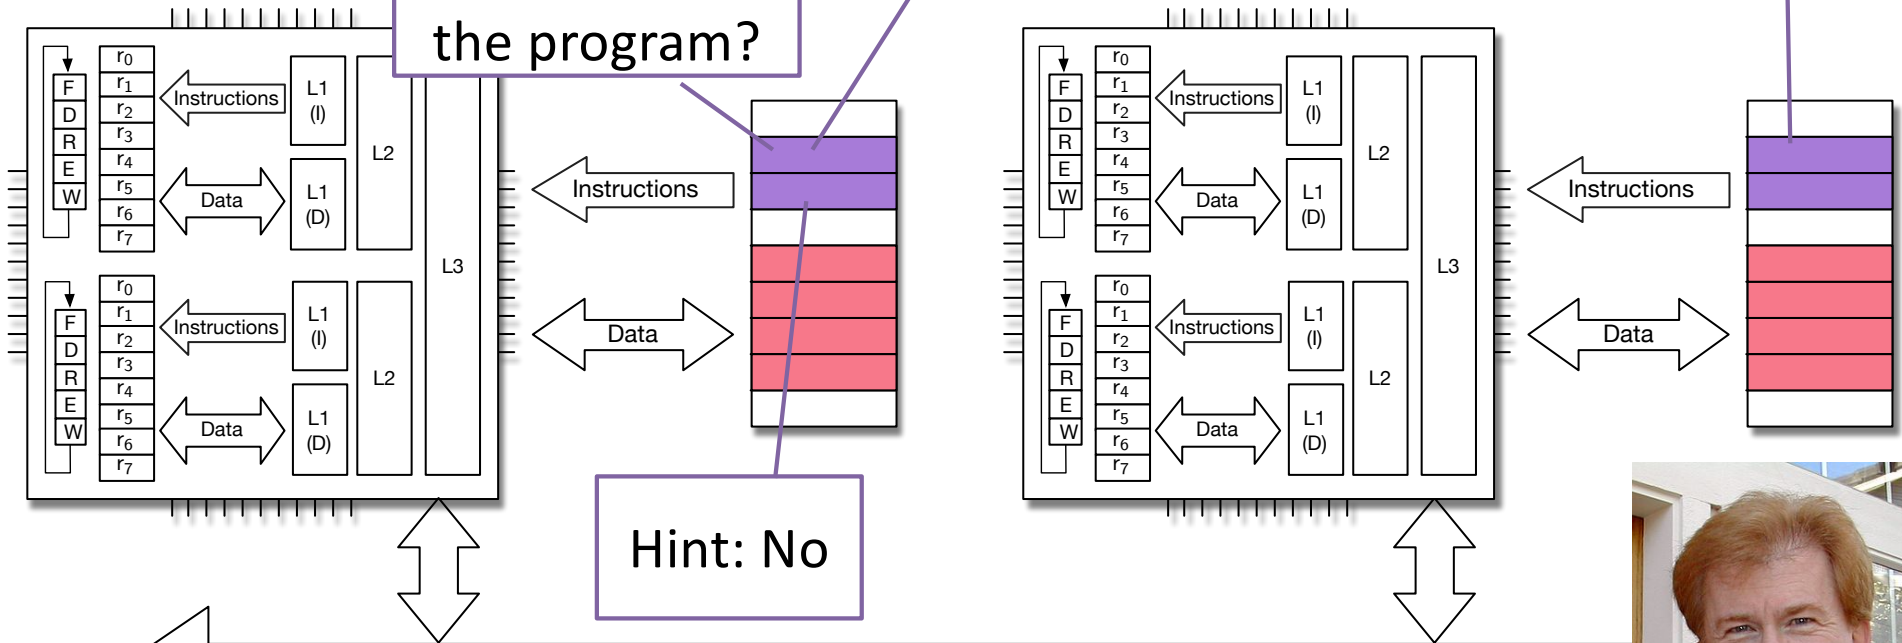 the program?
F
D
R
E
W
r0
r1
r2
r3
r4
r5
r6
r7
Instructions
Data
L1
(I)
L1
(D)
L2
F
D
R
E
W
r0
r1
r2
r3
r4
r5
r6
r7
Instructions
Data
L1
(I)
L1
(D)
L2
L3
Instructions
Data
Hint: No
F
D
R
E
W
r0
r1
r2
r3
r4
r5
r6
r7
Instructions
Data
L1
(I)
L1
(D)
L2
F
D
R
E
W
r0
r1
r2
r3
r4
r5
r6
r7
Instructions
Data
L1
(I)
L1
(D)
L2
L3
Instructions
Data